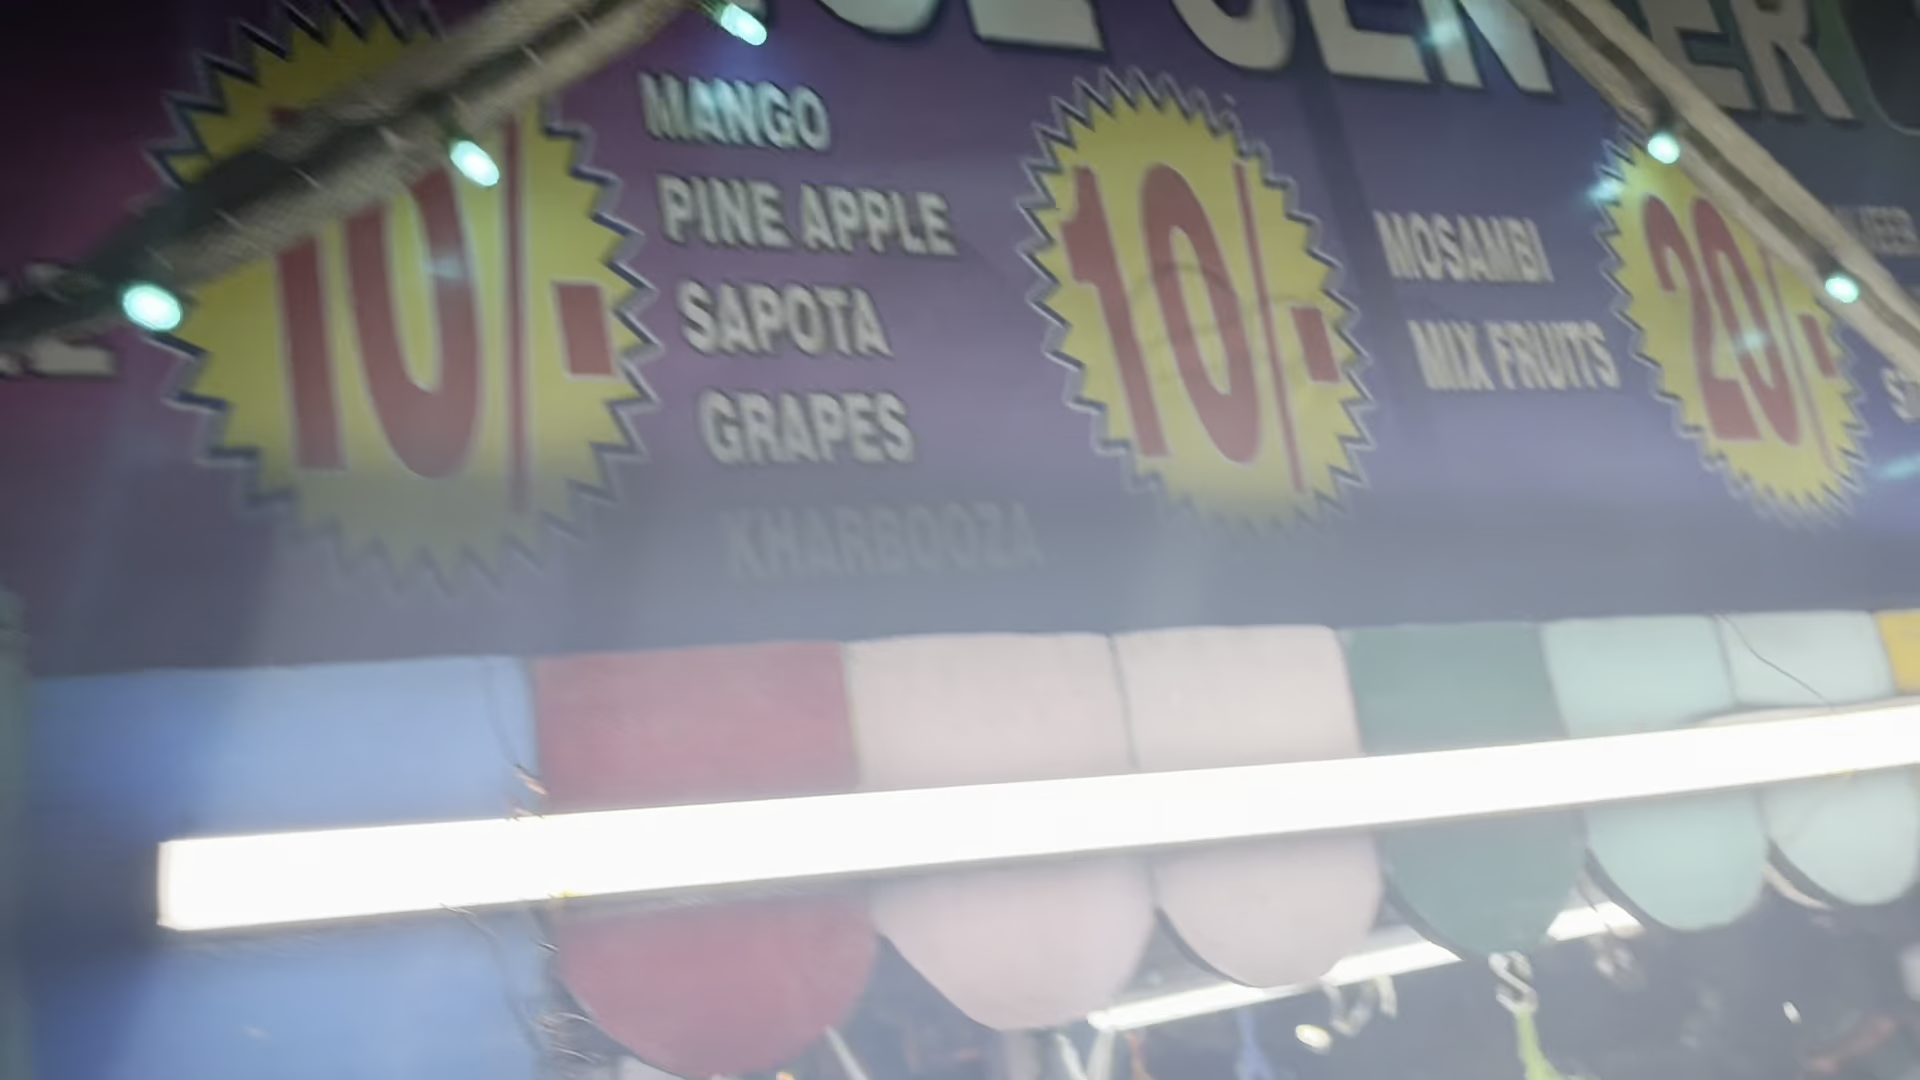 CENTER
10/-
MANGO
PINE APPLE
SAPOTA
GRAPES
KHARBOOZA
10/-
MOSAMBI
MIX FRUITS
20/-